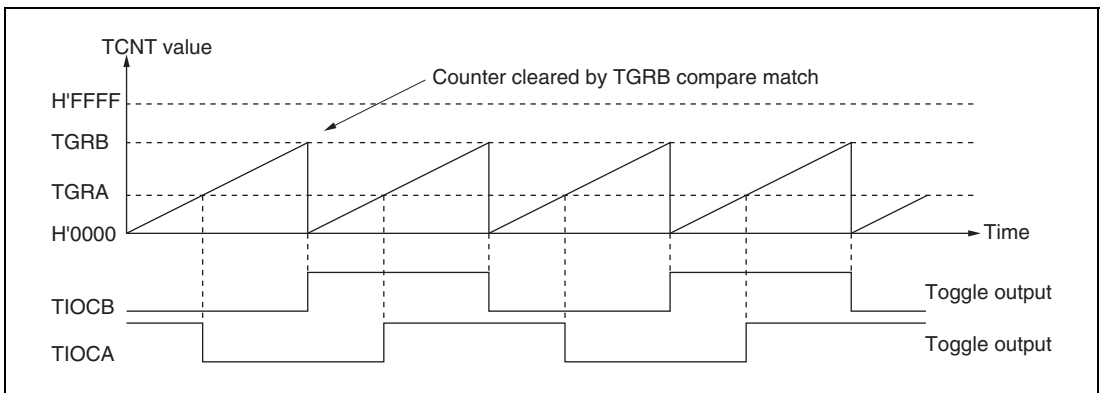 TCNT value
Counter cleared by TGRB compare match
H'FFFF
TGRB
TGRA
H'0000
Time
TIOCB
Toggle output
TIOCA
Toggle output